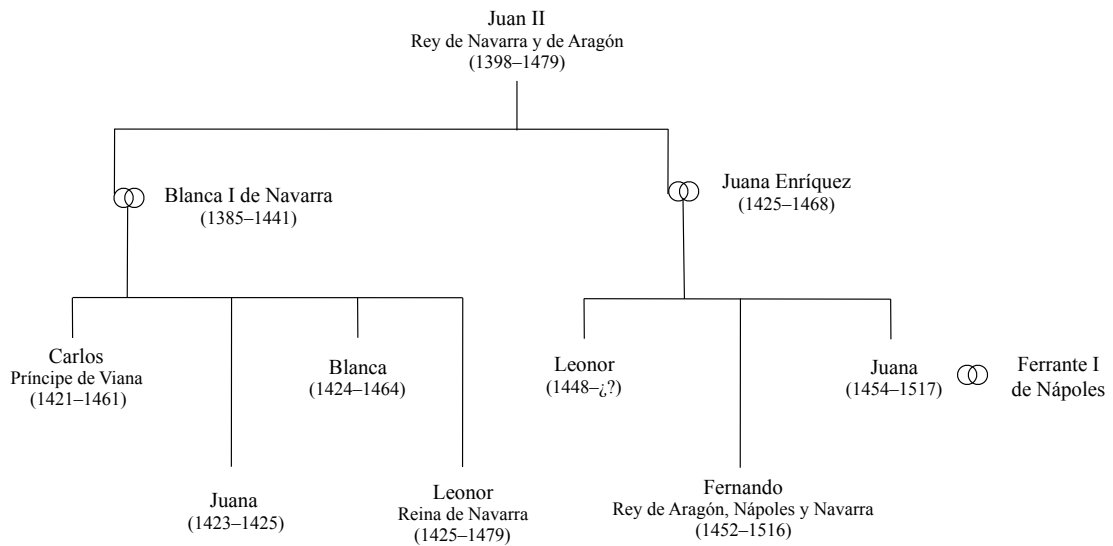 Juan II
Rey de Navarra y de Aragón
(1398–1479)
Blanca I de Navarra
(1385–1441)
Juana Enríquez
(1425–1468)
Carlos
Príncipe de Viana
(1421–1461)
Juana
(1423–1425)
Blanca
(1424–1464)
Leonor
Reina de Navarra
(1425–1479)
Leonor
(1448–¿?)
Fernando
Rey de Aragón, Nápoles y Navarra
(1452–1516)
Juana
(1454–1517)
Ferrante I
de Nápoles